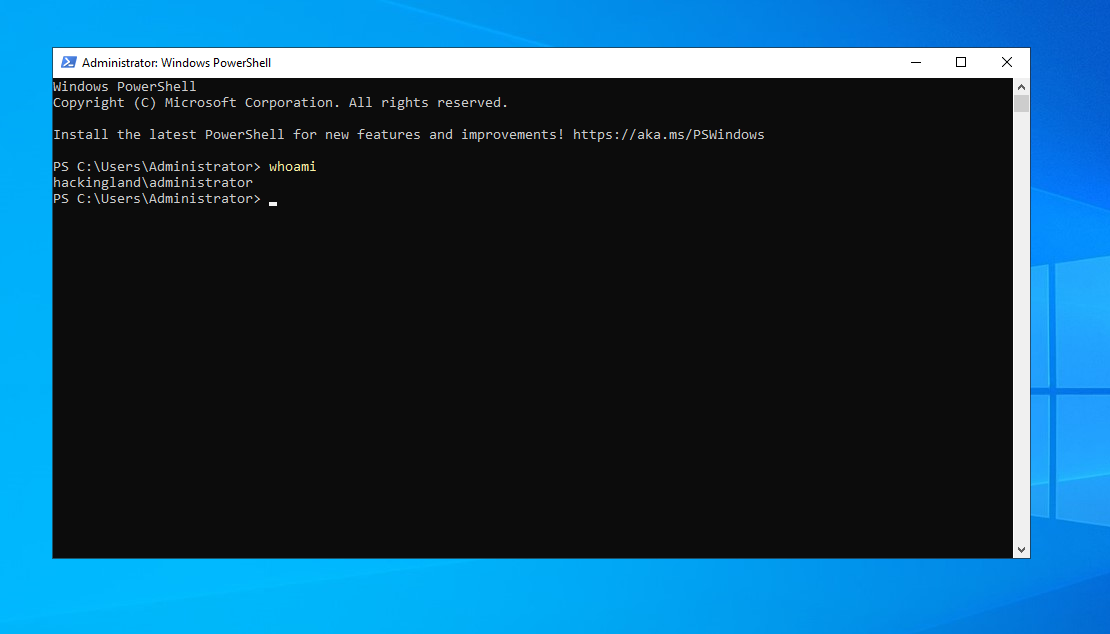 Administrator: Windows PowerShell
Windows PowerShell
Copyright (C) Microsoft Corporation. All rights reserved.
Install the latest PowerShell for new features and improvements! https://aka.ms/PSWindows
PS C:\Users\Administrator> whoami
hackingland\administrator
PS C:\Users\Administrator>